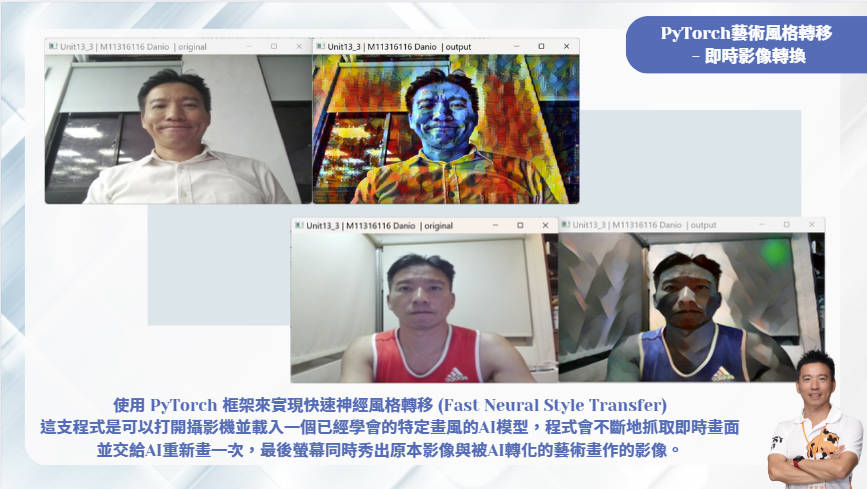 Unit13_3 | M11316116 Danio | original
Unit13_3 | M11316116 Danio | output
PyTorch藝術風格轉移
- 即時影像轉換
Unit13_3 | M11316116 Danio | original
Unit13_3 | M11316116 Danio | output
使用 PyTorch 框架來實現快速神經風格轉移 (Fast Neural Style Transfer)
這支程式是可以打開攝影機並載入一個已經學會的特定畫風的AI模型，程式會不斷地抓取即時畫面
並交給AI重新畫一次，最後螢幕同時秀出原本影像與被AI轉化的藝術畫作的影像。